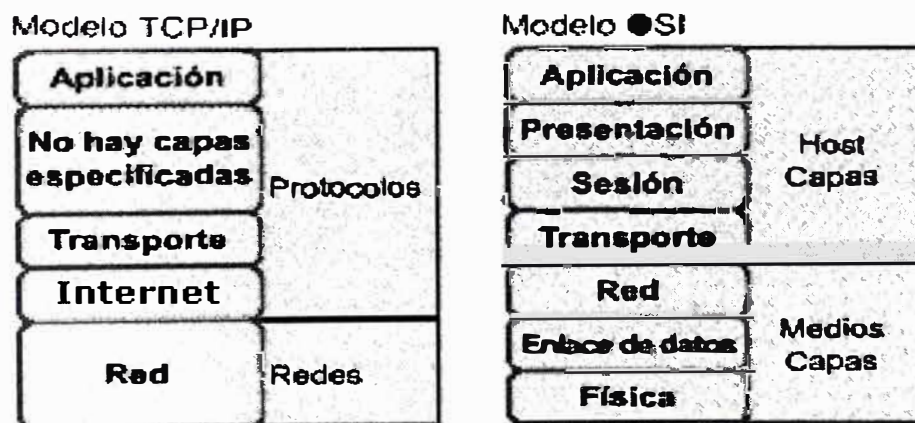 Modelo TCP/IP
Aplicación
No hay capas
especificadas
Transporte
Internet
Red
Protocolos
Redes
Modelo OSI
Aplicación
Presentación
Sesión
Transporte
Red
Enlace de datos
Física
Host
Capas
Medios
Capas